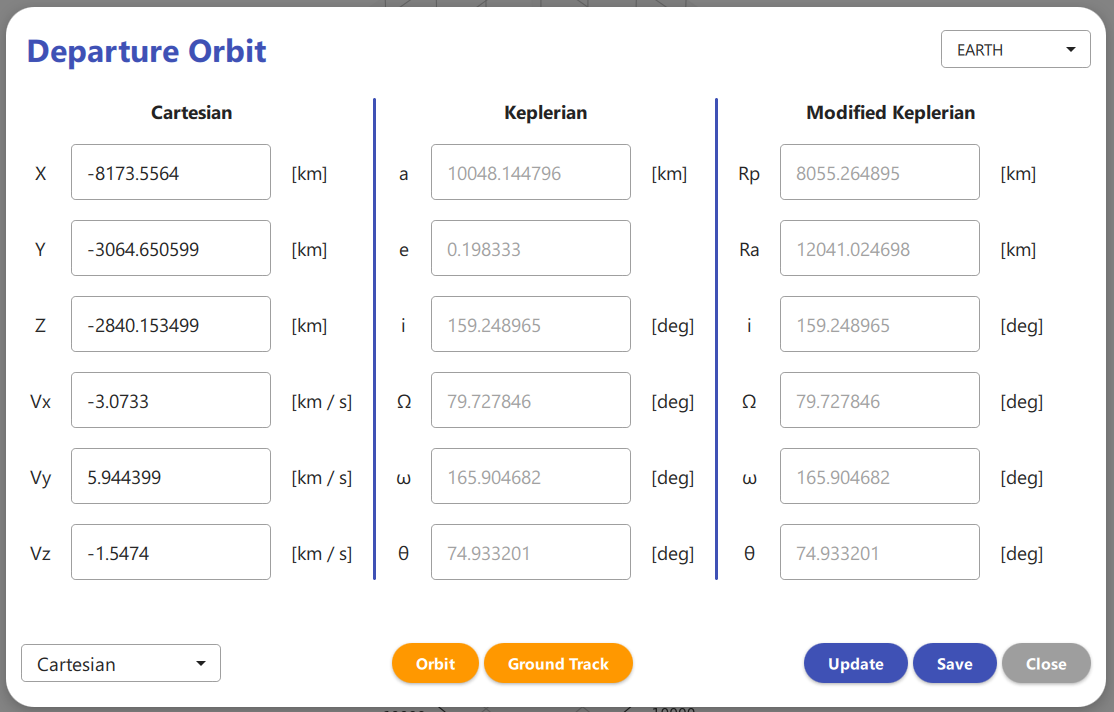 Departure Orbit
EARTH
Cartesian Keplerian Modified Keplerian
X -8173.5564 [km] a 10048.144796 [km] Rp 8055.264895 [km]
Y -3064.650599 [km] e 0.198333 Ra 12041.024698 [km]
Z -2840.153499 [km] i 159.248965 [deg] i 159.248965 [deg]
Vx -3.0733 [km / s] Ω 79.727846 [deg] Ω 79.727846 [deg]
Vy 5.944399 [km / s] ω 165.904682 [deg] ω 165.904682 [deg]
Vz -1.5474 [km / s] θ 74.933201 [deg] θ 74.933201 [deg]
Cartesian Orbit Ground Track Update Save Close